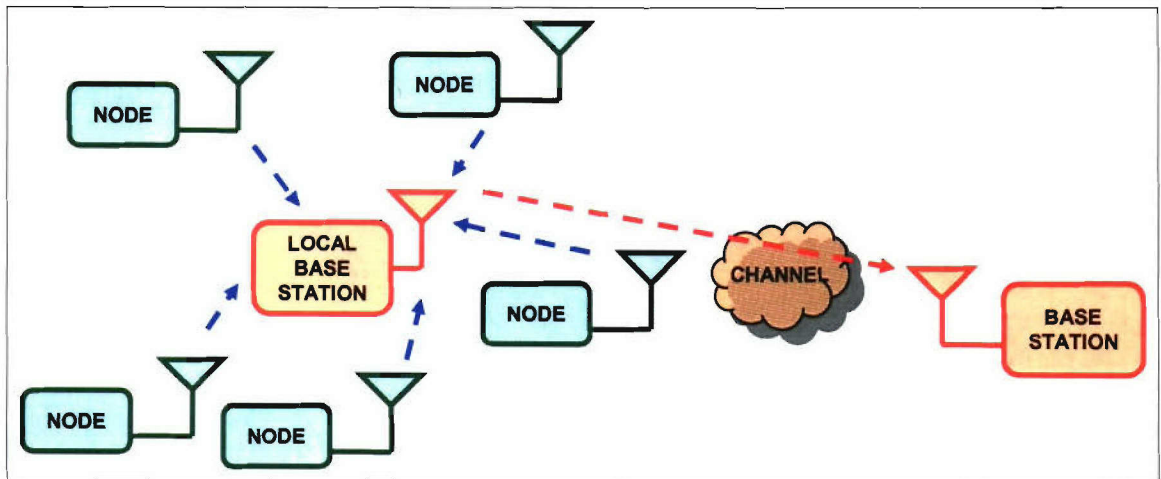 NODE
NODE
LOCAL
BASE
STATION
CHANNEL
NODE
BASE
STATION
NODE
NODE